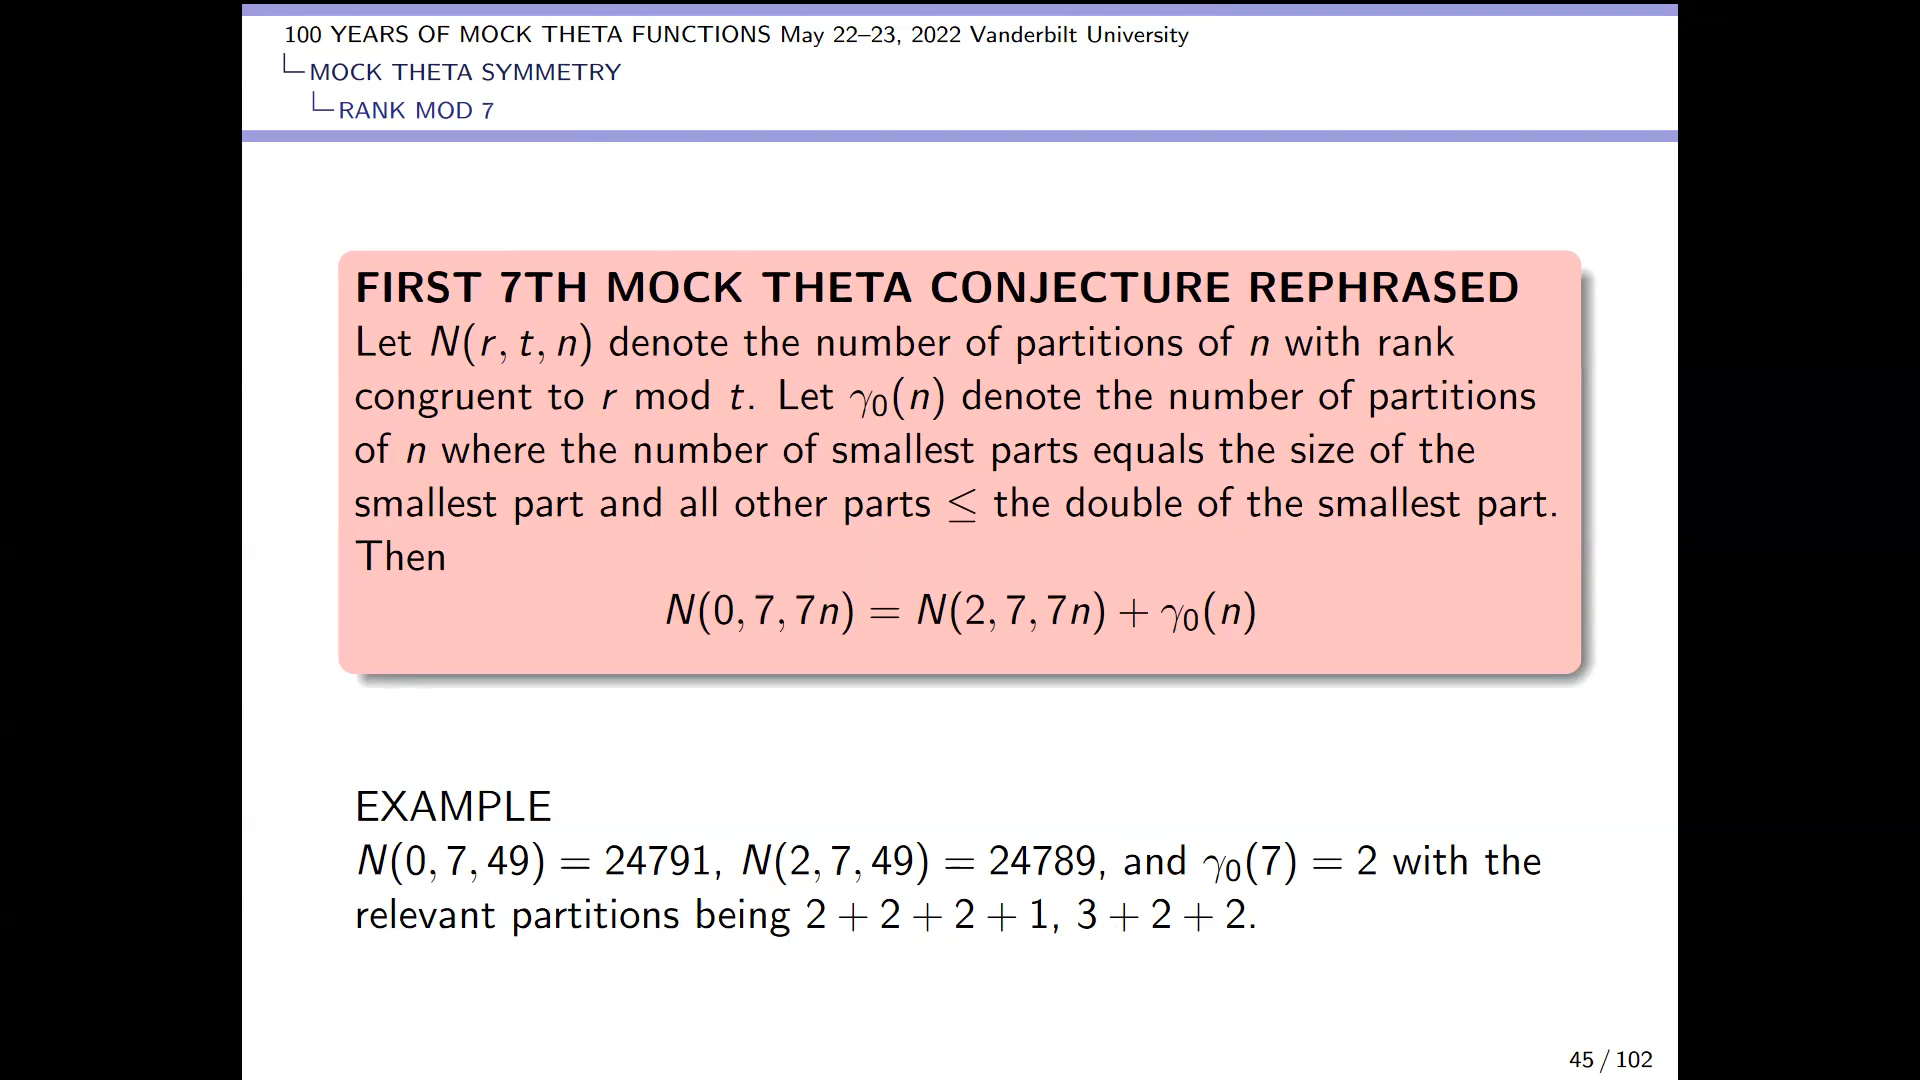 100 YEARS OF MOCK THETA FUNCTIONS May 22–23, 2022 Vanderbilt University
MOCK THETA SYMMETRY
RANK MOD 7
FIRST 7TH MOCK THETA CONJECTURE REPHRASED
Let N(r, t, n) denote the number of partitions of n with rank
congruent to r mod t. Let γ₀(n) denote the number of partitions
of n where the number of smallest parts equals the size of the
smallest part and all other parts ≤ the double of the smallest part.
Then
N(0, 7, 7n) = N(2, 7, 7n) + γ₀(n)
EXAMPLE
N(0, 7, 49) = 24791, N(2, 7, 49) = 24789, and γ₀(7) = 2 with the
relevant partitions being 2 + 2 + 2 + 1, 3 + 2 + 2.
45 / 102